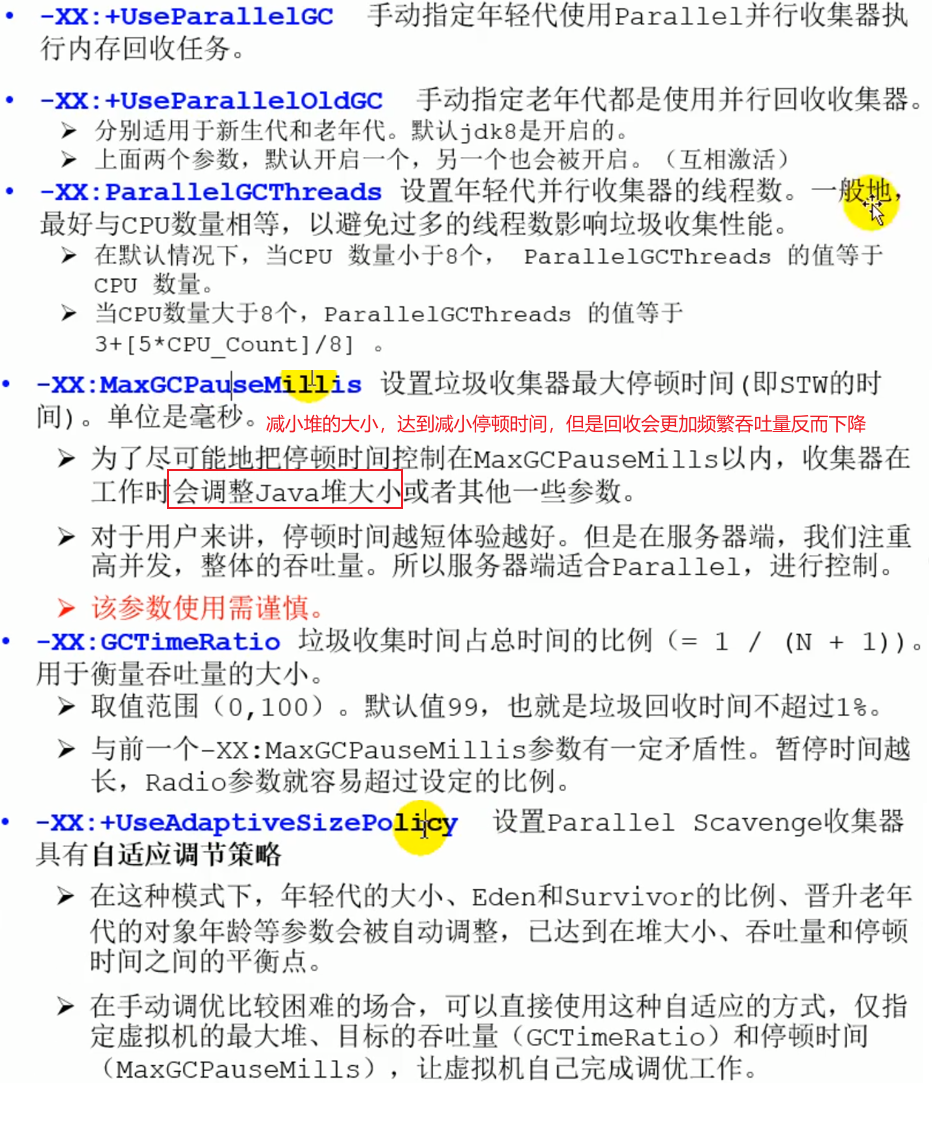 • -XX:+UseParallelGC 手动指定年轻代使用Parallel并行收集器执
行内存回收任务。
• -XX:+UseParallelOldGC 手动指定老年代都是使用并行回收收集器。
➢ 分别适用于新生代和老年代。默认jdk8是开启的。
➢ 上面两个参数，默认开启一个，另一个也会被开启。（互相激活）
• -XX:ParallelGCThreads 设置年轻代并行收集器的线程数。一般地，
最好与CPU数量相等，以避免过多的线程数影响垃圾收集性能。
➢ 在默认情况下，当CPU 数量小于8个， ParallelGCThreads 的值等于
CPU 数量。
➢ 当CPU数量大于8个，ParallelGCThreads 的值等于
3+[5*CPU_Count]/8] 。
• -XX:MaxGCPauseMillis 设置垃圾收集器最大停顿时间(即STW的时
间)。单位是毫秒。减小堆的大小，达到减小停顿时间，但是回收会更加频繁吞吐量反而下降
➢ 为了尽可能地把停顿时间控制在MaxGCPauseMills以内，收集器在
工作时会调整Java堆大小或者其他一些参数。
➢ 对于用户来讲，停顿时间越短体验越好。但是在服务器端，我们注重
高并发，整体的吞吐量。所以服务器端适合Parallel，进行控制。
➢ 该参数使用需谨慎。
• -XX:GCTimeRatio 垃圾收集时间占总时间的比例（= 1 / (N + 1)）。
用于衡量吞吐量的大小。
➢ 取值范围（0,100）。默认值99，也就是垃圾回收时间不超过1%。
➢ 与前一个-XX:MaxGCPauseMillis参数有一定矛盾性。暂停时间越
长，Radio参数就容易超过设定的比例。
• -XX:+UseAdaptiveSizePolicy 设置Parallel Scavenge收集器
具有自适应调节策略
➢ 在这种模式下，年轻代的大小、Eden和Survivor的比例、晋升老年
代的对象年龄等参数会被自动调整，已达到在堆大小、吞吐量和停顿
时间之间的平衡点。
➢ 在手动调优比较困难的场合，可以直接使用这种自适应的方式，仅指
定虚拟机的最大堆、目标的吞吐量（GCTimeRatio）和停顿时间
（MaxGCPauseMills），让虚拟机自己完成调优工作。